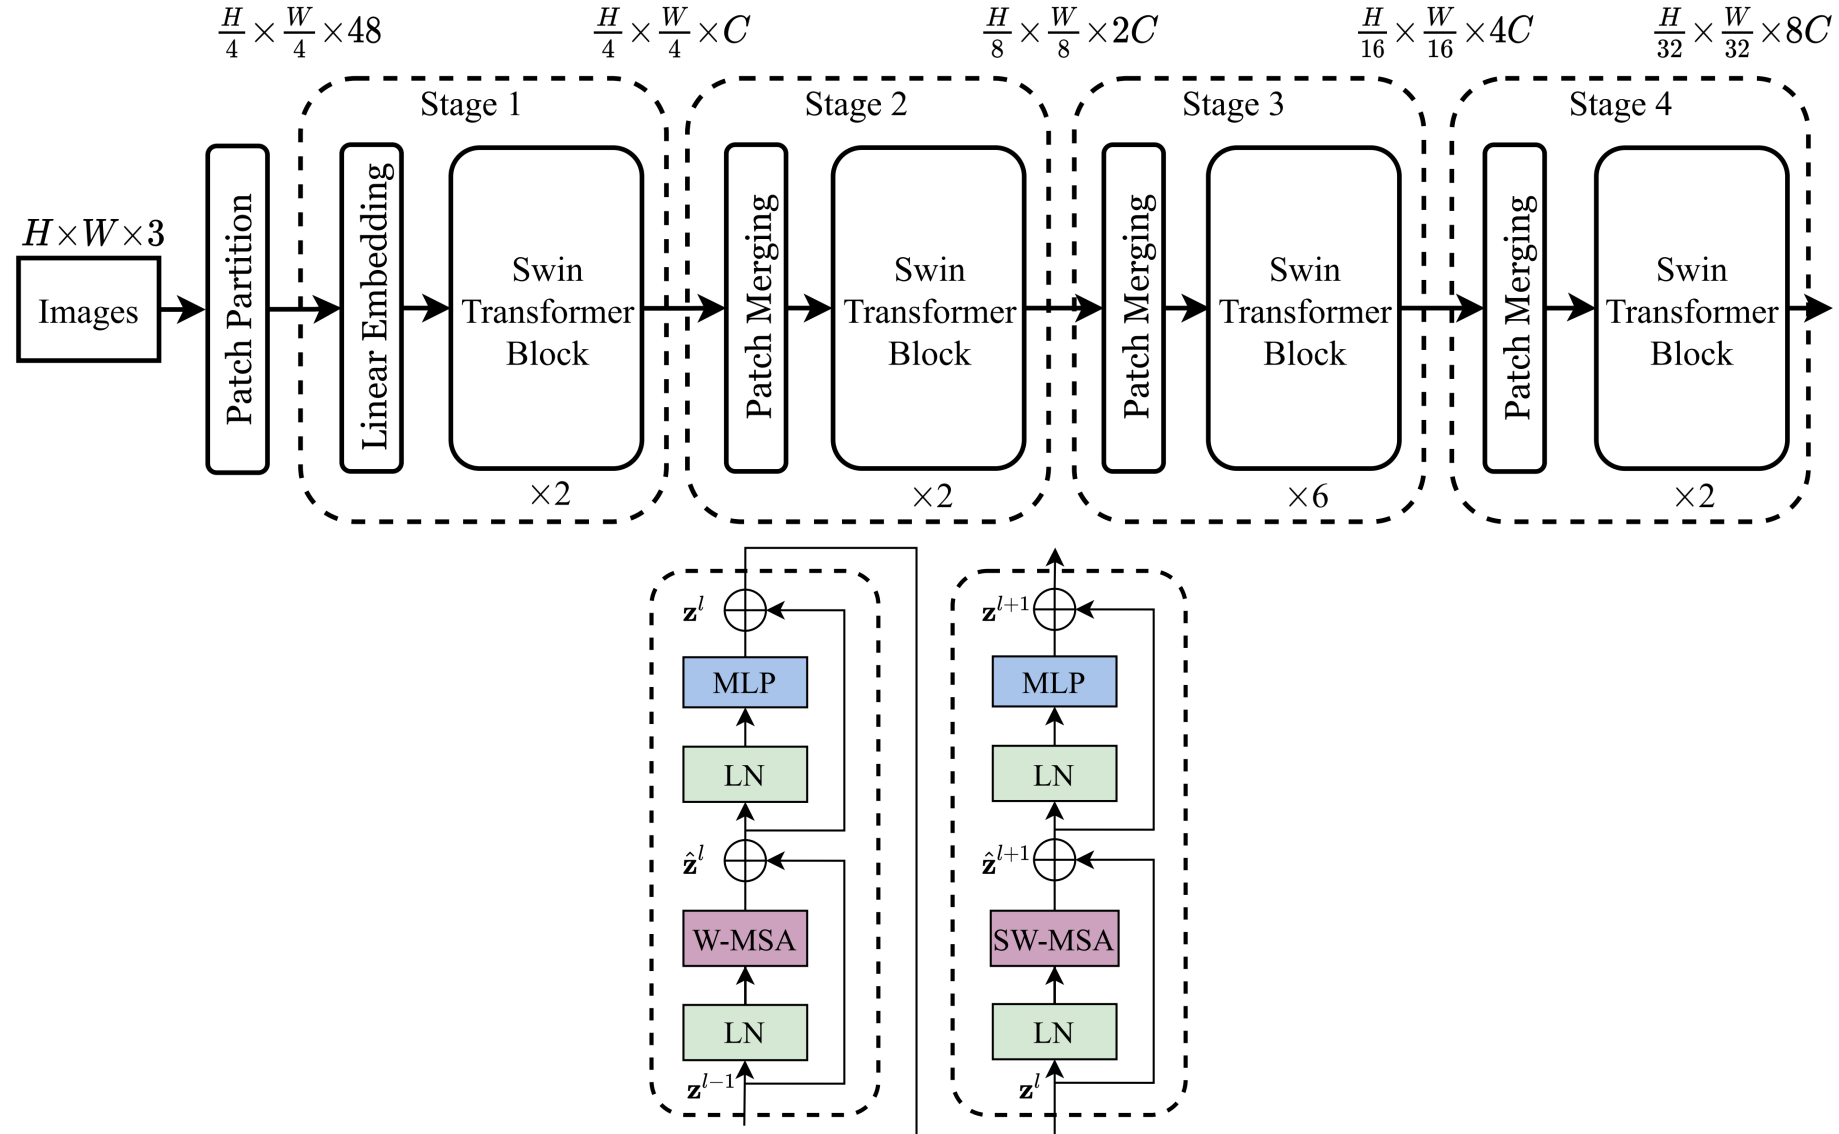 H/4 × W/4 × 48
H/4 × W/4 × C
H/8 × W/8 × 2C
H/16 × W/16 × 4C
H/32 × W/32 × 8C
Stage 1
Stage 2
Stage 3
Stage 4
H×W×3
Images
Patch Partition
Linear Embedding
Swin
Transformer
Block
×2
Patch Merging
Swin
Transformer
Block
×2
Patch Merging
Swin
Transformer
Block
×6
Patch Merging
Swin
Transformer
Block
×2
z^l
MLP
LN
ẑ^l
W-MSA
LN
z^{l−1}
z^{l+1}
MLP
LN
ẑ^{l+1}
SW-MSA
LN
z^l